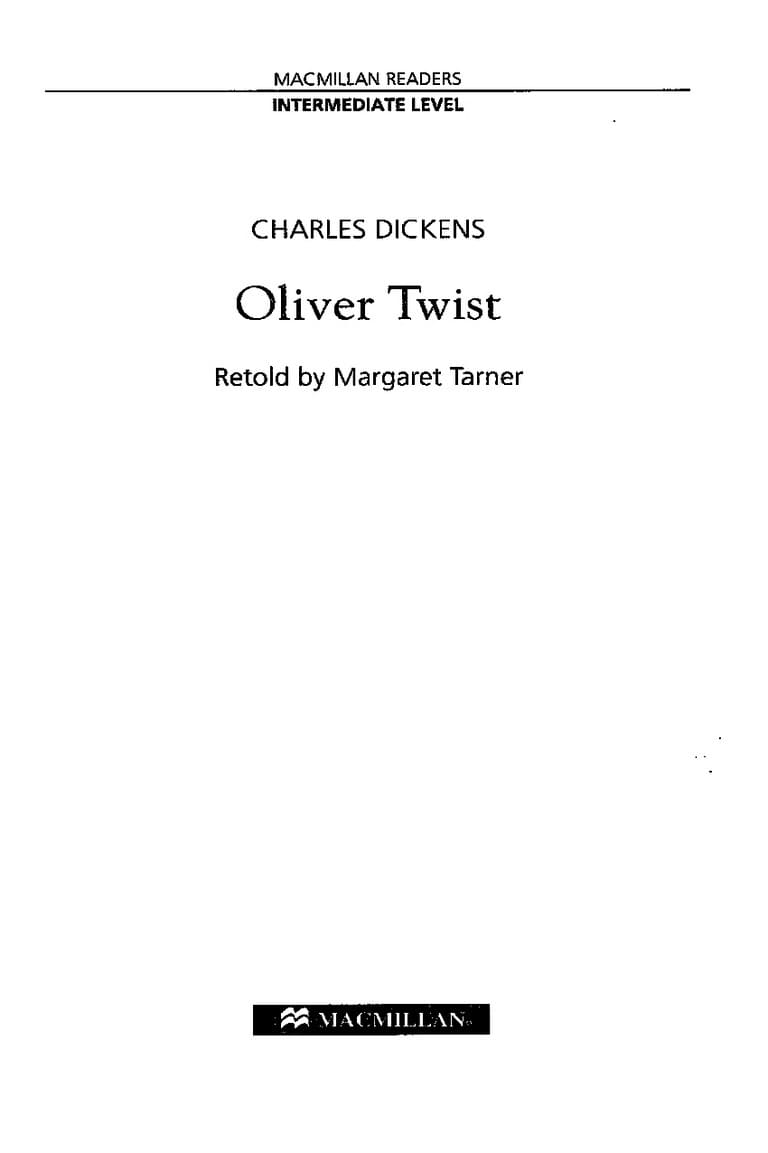 MACMILLAN READERS
INTERMEDIATE LEVEL
CHARLES DICKENS
Oliver Twist
Retold by Margaret Tarner
MACMILLAN